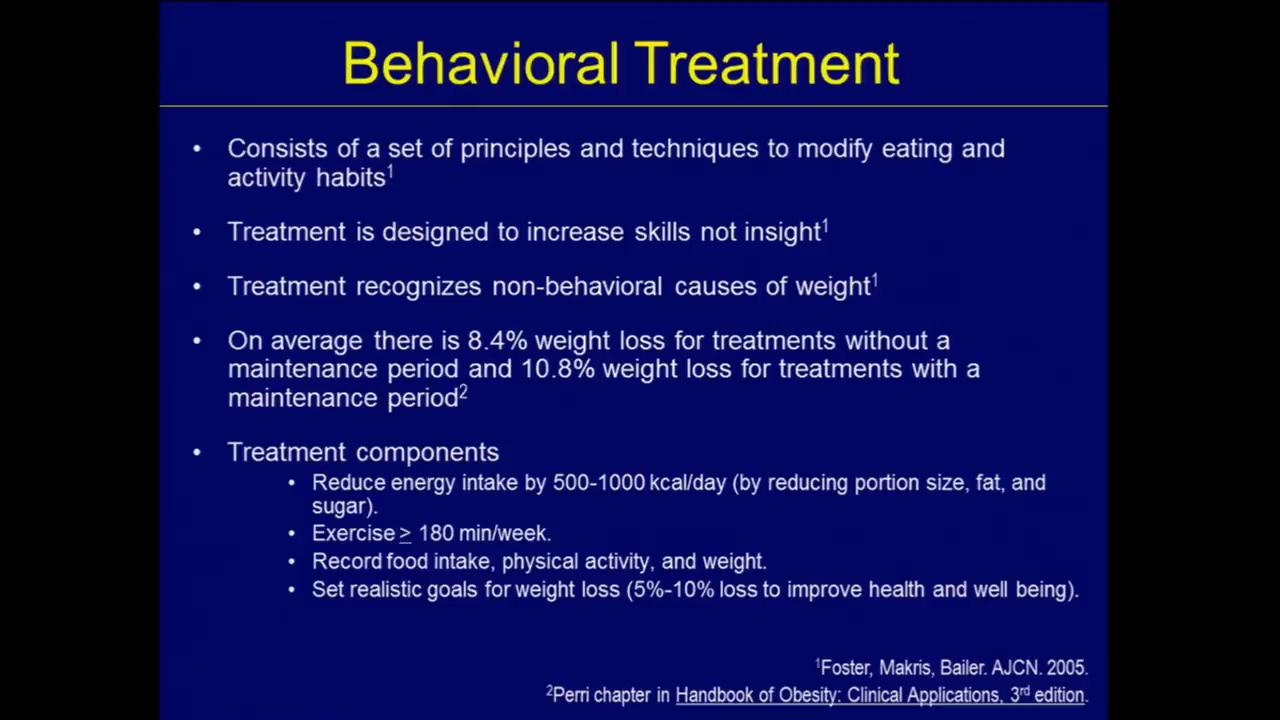 Behavioral Treatment
• Consists of a set of principles and techniques to modify eating and
activity habits¹
• Treatment is designed to increase skills not insight¹
• Treatment recognizes non-behavioral causes of weight¹
• On average there is 8.4% weight loss for treatments without a
maintenance period and 10.8% weight loss for treatments with a
maintenance period²
• Treatment components
• Reduce energy intake by 500-1000 kcal/day (by reducing portion size, fat, and
sugar).
• Exercise ≥ 180 min/week.
• Record food intake, physical activity, and weight.
• Set realistic goals for weight loss (5%-10% loss to improve health and well being).
¹Foster, Makris, Bailer. AJCN. 2005.
²Perri chapter in Handbook of Obesity: Clinical Applications, 3rd edition.